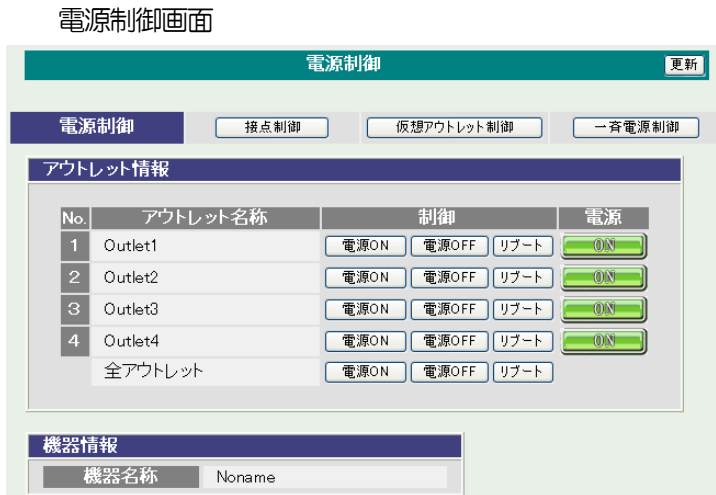 電源制御画面
電源制御 更新
電源制御 接点制御 仮想アウトレット制御 一斉電源制御
アウトレット情報
No. アウトレット名称 制御 電源
1 Outlet1 電源ON 電源OFF リブート ON
2 Outlet2 電源ON 電源OFF リブート ON
3 Outlet3 電源ON 電源OFF リブート ON
4 Outlet4 電源ON 電源OFF リブート ON
全アウトレット 電源ON 電源OFF リブート
機器情報
機器名称 Noname